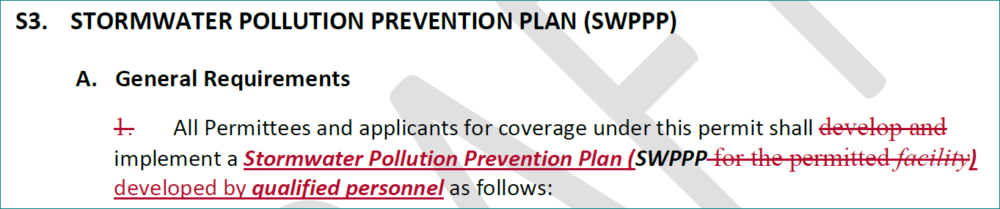 S3. STORMWATER POLLUTION PREVENTION PLAN (SWPPP)
A. General Requirements
1. All Permittees and applicants for coverage under this permit shall develop and
implement a Stormwater Pollution Prevention Plan (SWPPP for the permitted facility:)
developed by qualified personnel as follows: